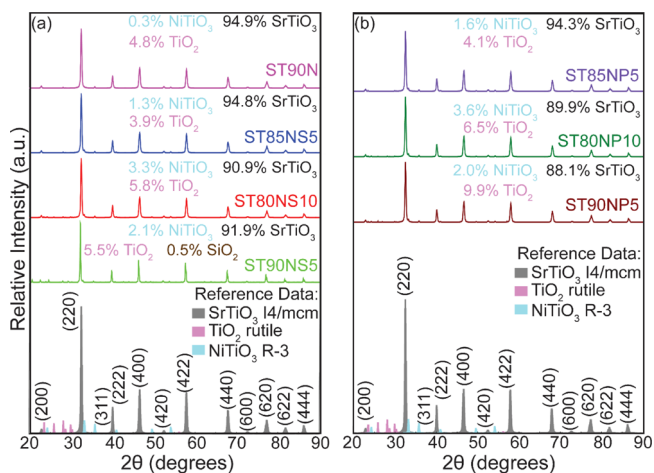 (a)
0.3% NiTiO3 94.9% SrTiO3
4.8% TiO2
ST90N
1.3% NiTiO3 94.8% SrTiO3
3.9% TiO2
ST85NS5
3.3% NiTiO3 90.9% SrTiO3
5.8% TiO2
ST80NS10
2.1% NiTiO3 91.9% SrTiO3
5.5% TiO2 0.5% SiO2
ST90NS5
Reference Data:
SrTiO3 I4/mcm
TiO2 rutile
NiTiO3 R-3
(200)
(220)
(311)
(222)
(400)
(420)
(422)
(440)
(600)
(620)
(622)
(444)
20 30 40 50 60 70 80 90
2θ (degrees)
Relative Intensity (a.u.)
(b)
1.6% NiTiO3 94.3% SrTiO3
4.1% TiO2
ST85NP5
3.6% NiTiO3 89.9% SrTiO3
6.5% TiO2
ST80NP10
2.0% NiTiO3 88.1% SrTiO3
9.9% TiO2
ST90NP5
Reference Data:
SrTiO3 I4/mcm
TiO2 rutile
NiTiO3 R-3
(200)
(220)
(311)
(222)
(400)
(420)
(422)
(440)
(600)
(620)
(622)
(444)
20 30 40 50 60 70 80 90
2θ (degrees)